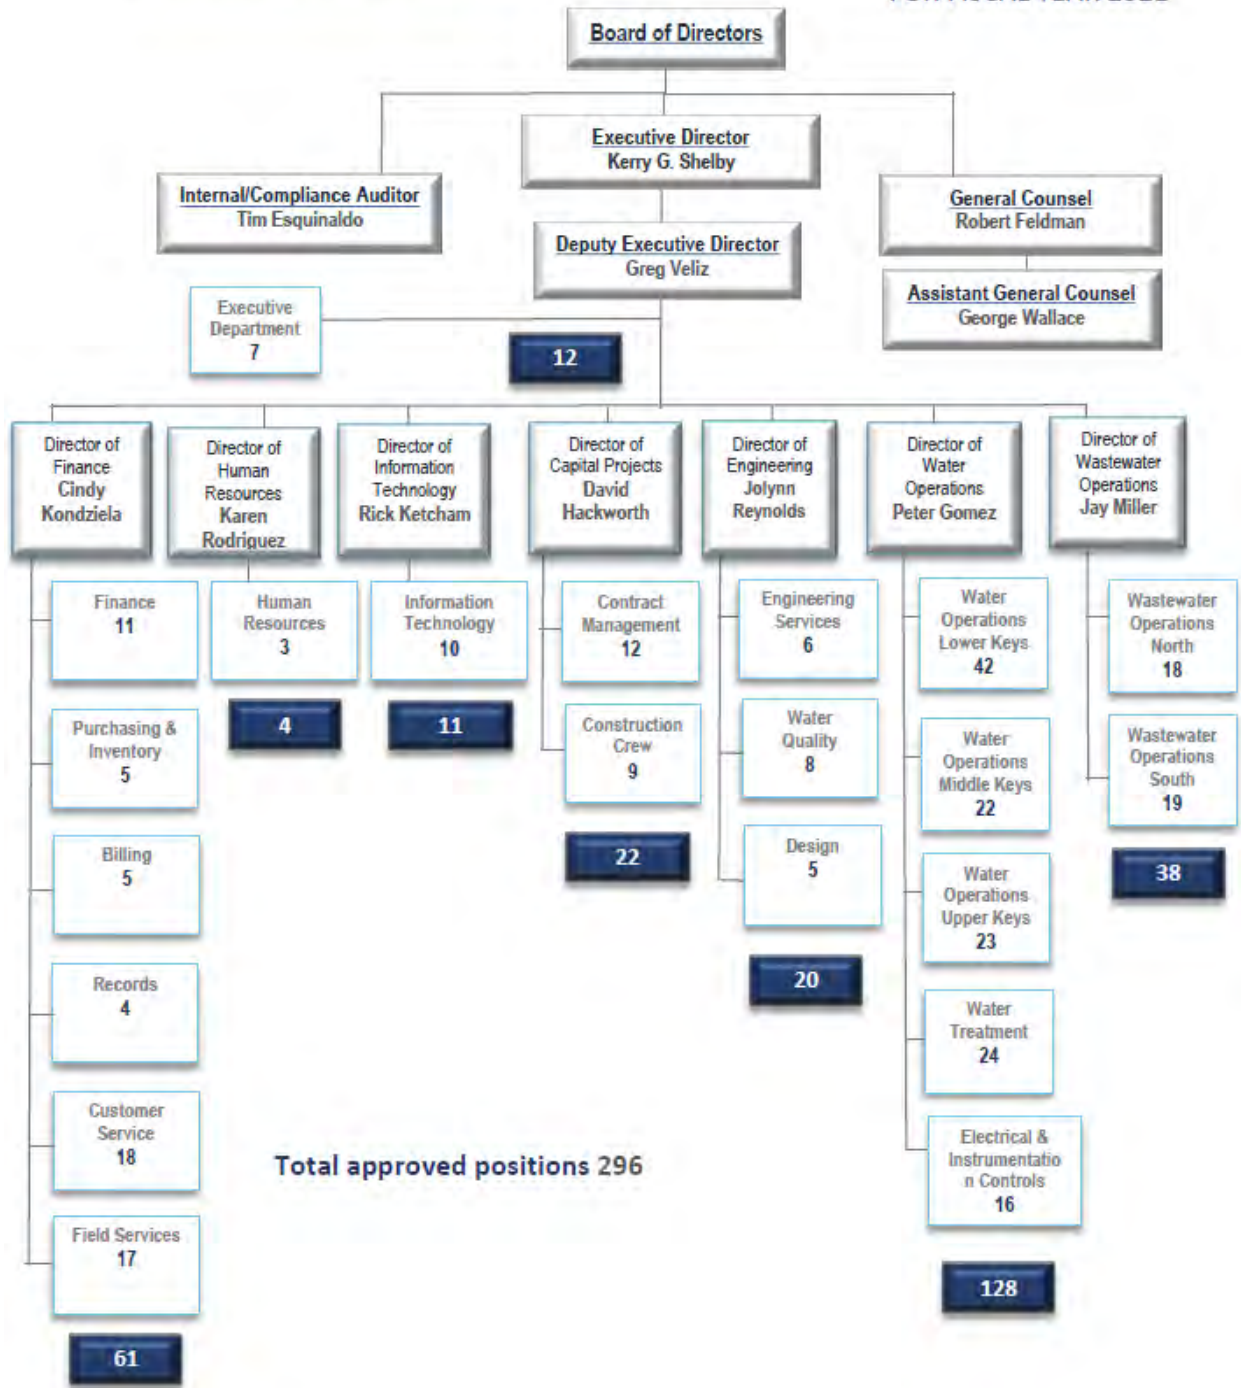 Board of Directors
Executive Director
Kerry G. Shelby
Internal/Compliance Auditor
Tim Esquinaldo
General Counsel
Robert Feldman
Deputy Executive Director
Greg Veliz
Assistant General Counsel
George Wallace
Executive
Department
7
12
Director of
Finance
Cindy
Kondziela
Director of
Human
Resources
Karen
Rodriguez
Director of
Information
Technology
Rick Ketcham
Director of
Capital Projects
David
Hackworth
Director of
Engineering
Jolynn
Reynolds
Director of
Water
Operations
Peter Gomez
Director of
Wastewater
Operations
Jay Miller
Finance
11
Purchasing &
Inventory
5
Billing
5
Records
4
Customer
Service
18
Field Services
17
61
Human
Resources
3
4
Information
Technology
10
11
Contract
Management
12
Construction
Crew
9
22
Engineering
Services
6
Water
Quality
8
Design
5
20
Water
Operations
Lower Keys
42
Water
Operations
Middle Keys
22
Water
Operations
Upper Keys
23
Water
Treatment
24
Electrical &
Instrumentatio
n Controls
16
128
Wastewater
Operations
North
18
Wastewater
Operations
South
19
38
Total approved positions 296